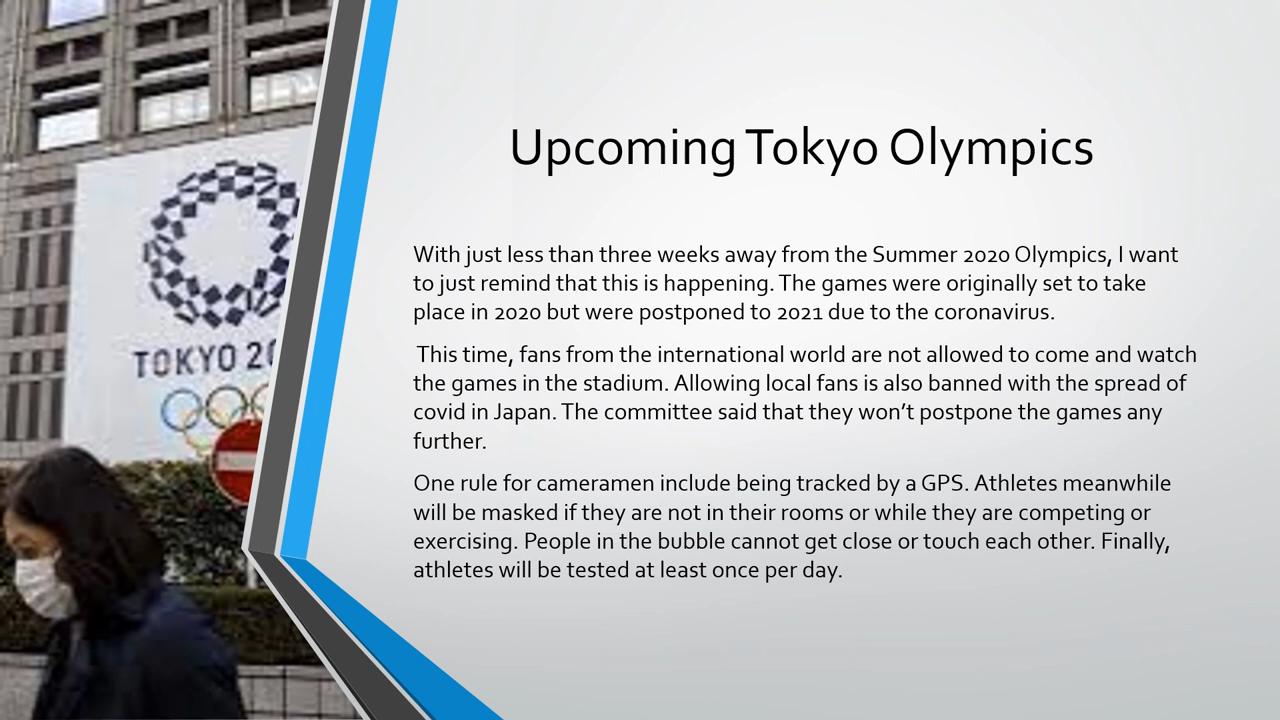 Upcoming Tokyo Olympics
With just less than three weeks away from the Summer 2020 Olympics, I want
to just remind that this is happening. The games were originally set to take
place in 2020 but were postponed to 2021 due to the coronavirus.
This time, fans from the international world are not allowed to come and watch
the games in the stadium. Allowing local fans is also banned with the spread of
covid in Japan. The committee said that they won’t postpone the games any
further.
One rule for cameramen include being tracked by a GPS. Athletes meanwhile
will be masked if they are not in their rooms or while they are competing or
exercising. People in the bubble cannot get close or touch each other. Finally,
athletes will be tested at least once per day.
TOKYO 20